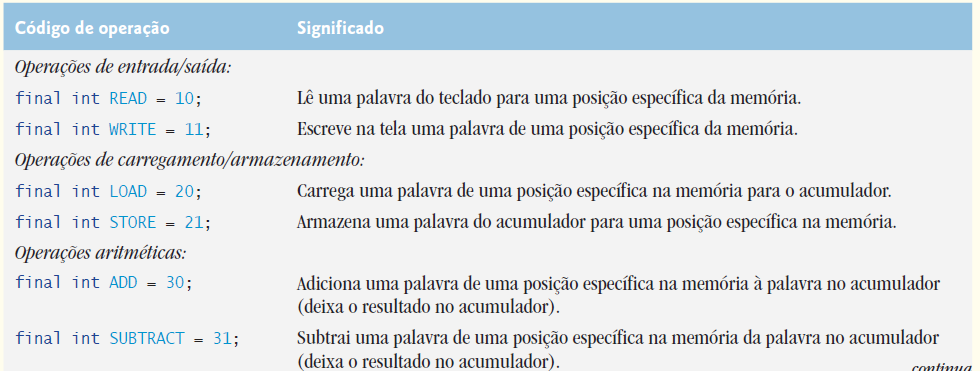 Código de operação Significado
Operações de entrada/saída:
final int READ = 10; Lê uma palavra do teclado para uma posição específica da memória.
final int WRITE = 11; Escreve na tela uma palavra de uma posição específica da memória.
Operações de carregamento/armazenamento:
final int LOAD = 20; Carrega uma palavra de uma posição específica na memória para o acumulador.
final int STORE = 21; Armazena uma palavra do acumulador para uma posição específica na memória.
Operações aritméticas:
final int ADD = 30; Adiciona uma palavra de uma posição específica na memória à palavra no acumulador
(deixa o resultado no acumulador).
final int SUBTRACT = 31; Subtrai uma palavra de uma posição específica na memória da palavra no acumulador
(deixa o resultado no acumulador).
continua